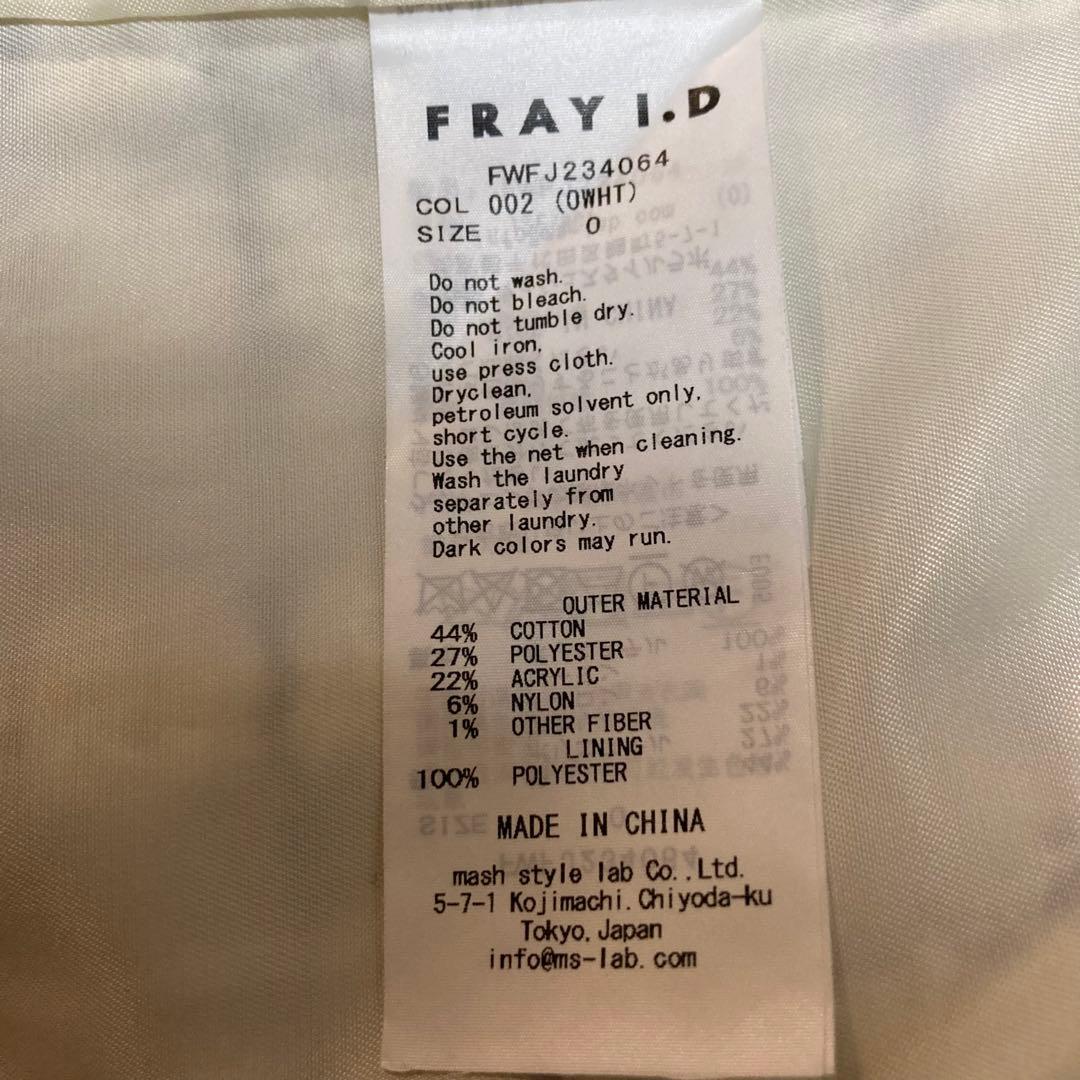 FRAY I.D
FWFJ234064
COL 002 (OWHT)
SIZE 0
Do not wash.
Do not bleach.
Do not tumble dry.
Cool iron,
use press cloth.
Dryclean,
petroleum solvent only,
short cycle.
Use the net when cleaning.
Wash the laundry
separately from
other laundry.
Dark colors may run.
OUTER MATERIAL
44% COTTON
27% POLYESTER
22% ACRYLIC
6% NYLON
1% OTHER FIBER
LINING
100% POLYESTER
MADE IN CHINA
mash style lab Co.,Ltd.
5-7-1 Kojimachi.Chiyoda-ku
Tokyo, Japan
info@ms-lab.com